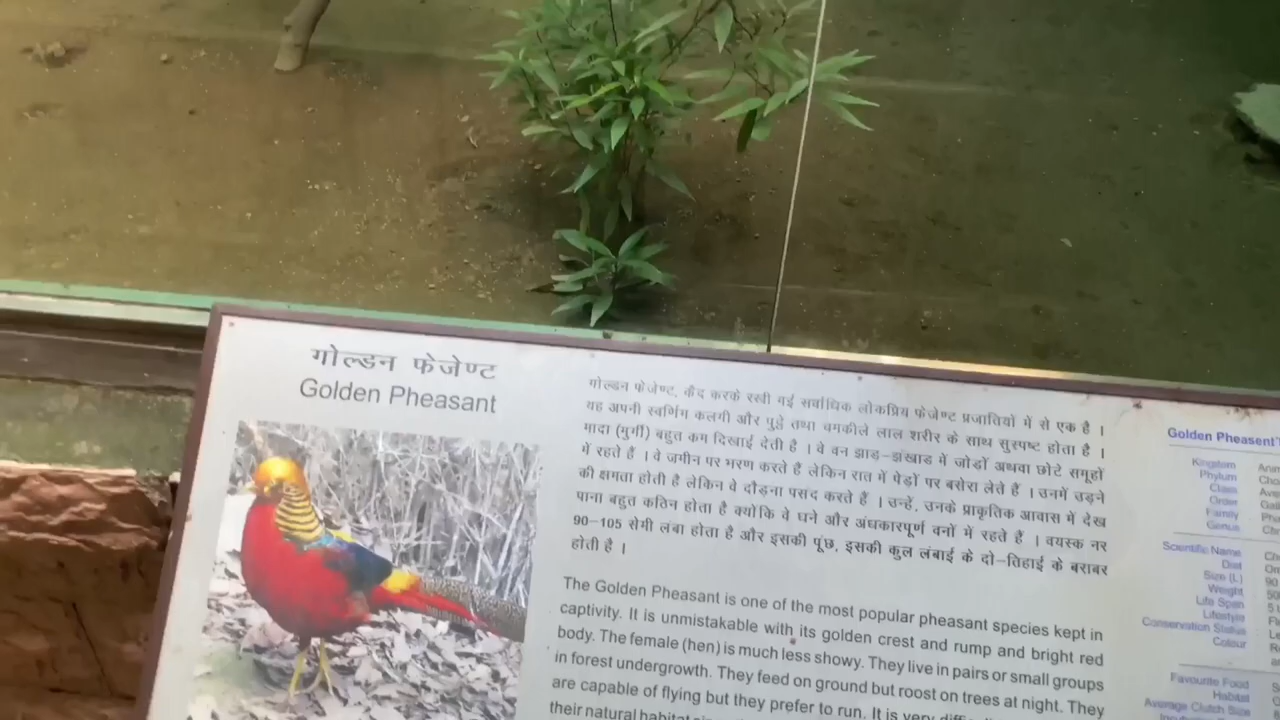 गोल्डन फेजेण्ट
Golden Pheasant
गोल्डन फेजेण्ट, कैद करके रखी गई सर्वाधिक लोकप्रिय फेजेण्ट प्रजातियों में से एक है ।
यह अपनी स्वर्णिम कलगी और पुट्ठे तथा चमकीले लाल शरीर के साथ सुस्पष्ट होता है ।
मादा (मुर्गी) बहुत कम दिखाई देती है । वे वन झाड़-झंखाड में जोड़ों अथवा छोटे समूहों
में रहते हैं । वे जमीन पर भरण करते हैं लेकिन रात में पेड़ों पर बसेरा लेते हैं । उनमें उड़ने
की क्षमता होती है लेकिन वे दौड़ना पसंद करते हैं । उन्हें, उनके प्राकृतिक आवास में देख
पाना बहुत कठिन होता है क्योंकि वे घने और अंधकारपूर्ण वनों में रहते हैं । वयस्क नर
90-105 सेमी लंबा होता है और इसकी पूंछ, इसकी कुल लंबाई के दो-तिहाई के बराबर
होती है ।
The Golden Pheasant is one of the most popular pheasant species kept in
captivity. It is unmistakable with its golden crest and rump and bright red
body. The female (hen) is much less showy. They live in pairs or small groups
in forest undergrowth. They feed on ground but roost on trees at night. They
are capable of flying but they prefer to run. It is very
their natural habitat
Golden Pheasent
Kingdom
Phylum
Class
Order
Family
Genus
Scientific Name
Diet
Size (L)
Weight
Life Span
Lifestyle
Conservation Status
Colour
Favourite Food
Habitat
Average Clutch Size